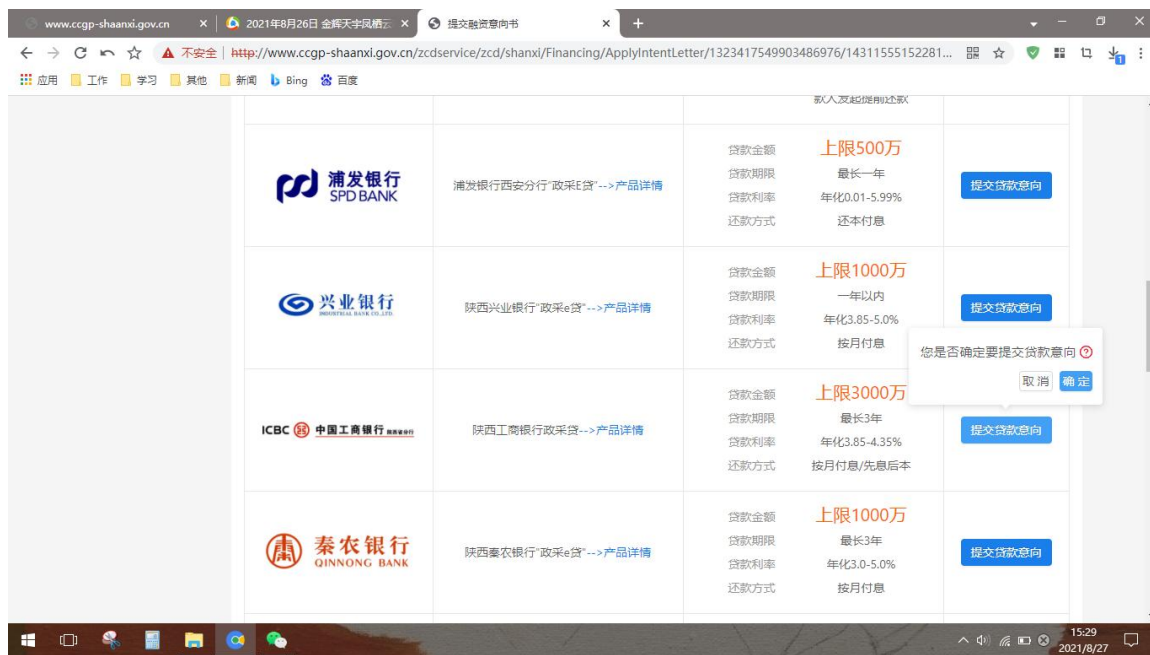 www.ccgp-shaanxi.gov.cn
2021年8月26日 金辉天宇凤栖云
提交融资意向书
不安全 http://www.ccgp-shaanxi.gov.cn/zcdservice/zcd/shanxi/Financing/ApplyIntentLetter/1323417549903486976/14311555152281...
应用 工作 学习 其他 新闻 Bing 百度
款人发起提前还款
浦发银行
SPD BANK
浦发银行西安分行"政采E贷"-->产品详情
贷款金额 上限500万
贷款期限 最长一年
贷款利率 年化0.01-5.99%
还款方式 还本付息
提交贷款意向
兴业银行
INDUSTRIAL BANK CO.,LTD.
陕西兴业银行"政采e贷"-->产品详情
贷款金额 上限1000万
贷款期限 一年以内
贷款利率 年化3.85-5.0%
还款方式 按月付息
提交贷款意向
您是否确定要提交贷款意向
取消 确定
ICBC 中国工商银行 陕西省分行
陕西工商银行政采贷-->产品详情
贷款金额 上限3000万
贷款期限 最长3年
贷款利率 年化3.85-4.35%
还款方式 按月付息/先息后本
提交贷款意向
秦农银行
QINNONG BANK
陕西秦农银行"政采e贷"-->产品详情
贷款金额 上限1000万
贷款期限 最长3年
贷款利率 年化3.0-5.0%
还款方式 按月付息
提交贷款意向
15:29
2021/8/27